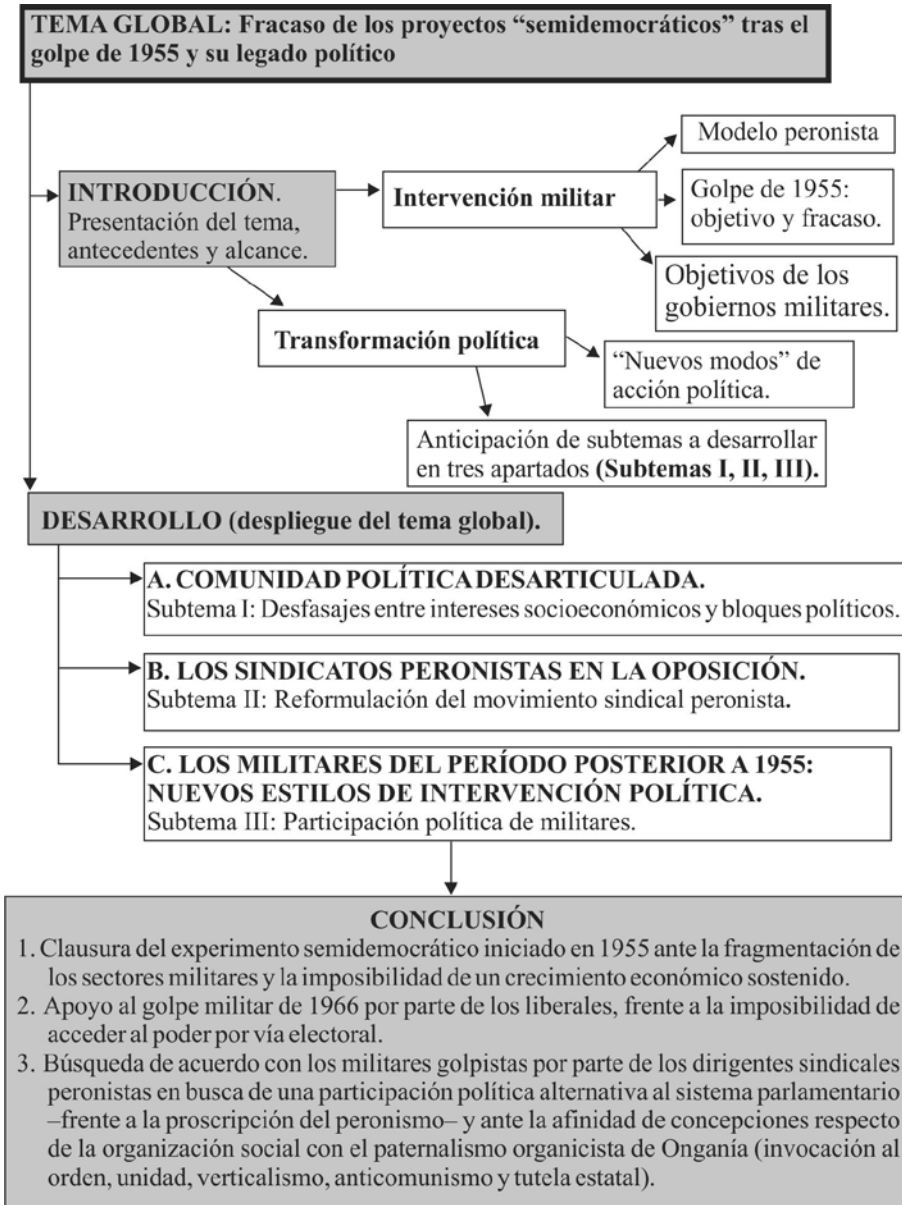 TEMA GLOBAL: Fracaso de los proyectos “semidemocráticos” tras el
golpe de 1955 y su legado político
INTRODUCCIÓN.
Presentación del tema,
antecedentes y alcance.
Intervención militar
Modelo peronista
Golpe de 1955:
objetivo y fracaso.
Objetivos de los
gobiernos militares.
Transformación política
“Nuevos modos” de
acción política.
Anticipación de subtemas a desarrollar
en tres apartados (Subtemas I, II, III).
DESARROLLO (despliegue del tema global).
A. COMUNIDAD POLÍTICA DESARTICULADA.
Subtema I: Desfasajes entre intereses socioeconómicos y bloques políticos.
B. LOS SINDICATOS PERONISTAS EN LA OPOSICIÓN.
Subtema II: Reformulación del movimiento sindical peronista.
C. LOS MILITARES DEL PERÍODO POSTERIOR A 1955:
NUEVOS ESTILOS DE INTERVENCIÓN POLÍTICA.
Subtema III: Participación política de militares.
CONCLUSIÓN
1. Clausura del experimento semidemocrático iniciado en 1955 ante la fragmentación de
los sectores militares y la imposibilidad de un crecimiento económico sostenido.
2. Apoyo al golpe militar de 1966 por parte de los liberales, frente a la imposibilidad de
acceder al poder por vía electoral.
3. Búsqueda de acuerdo con los militares golpistas por parte de los dirigentes sindicales
peronistas en busca de una participación política alternativa al sistema parlamentario
–frente a la proscripción del peronismo– y ante la afinidad de concepciones respecto
de la organización social con el paternalismo organicista de Onganía (invocación al
orden, unidad, verticalismo, anticomunismo y tutela estatal).